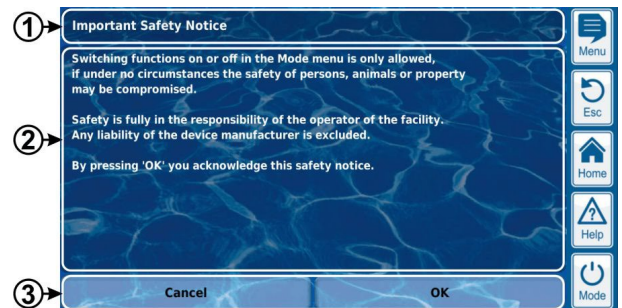 1
Important Safety Notice
Menu
2
Switching functions on or off in the Mode menu is only allowed,
if under no circumstances the safety of persons, animals or property
may be compromised.
Safety is fully in the responsibility of the operator of the facility.
Any liability of the device manufacturer is excluded.
By pressing 'OK' you acknowledge this safety notice.
Esc
Home
?
Help
3
Cancel
OK
Mode